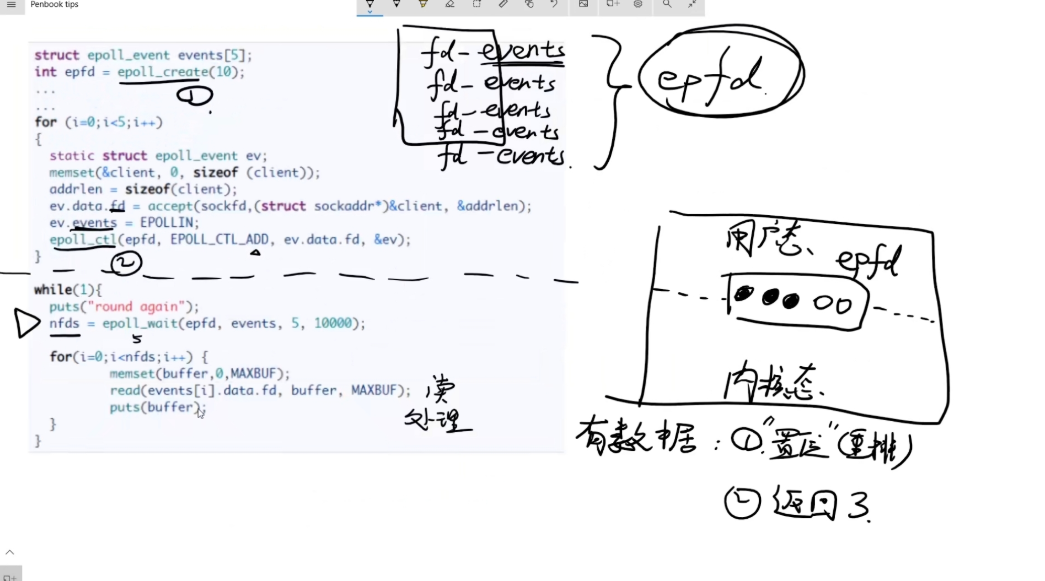 Penbook tips
struct epoll_event events[5];
int epfd = epoll_create(10);
①
...
...
for (i=0;i<5;i++)
{
static struct epoll_event ev;
memset(&client, 0, sizeof (client));
addrlen = sizeof(client);
ev.data.fd = accept(sockfd,(struct sockaddr*)&client, &addrlen);
ev.events = EPOLLIN;
epoll_ctl(epfd, EPOLL_CTL_ADD, ev.data.fd, &ev);
}
②
while(1){
puts("round again");
nfds = epoll_wait(epfd, events, 5, 10000);
5
for(i=0;i<nfds;i++) {
memset(buffer,0,MAXBUF);
read(events[i].data.fd, buffer, MAXBUF);
puts(buffer);
}
}
读
处理
fd-events
fd-events
fd-events
fd-events
fd-events.
epfd
用户态、
epfd
内核态、
有数据:①."置位"(重排)
②返回3.